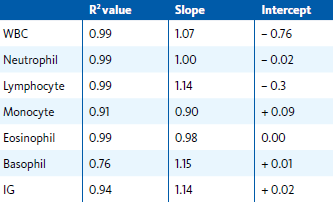 R² value Slope Intercept
WBC 0.99 1.07 – 0.76
Neutrophil 0.99 1.00 – 0.02
Lymphocyte 0.99 1.14 – 0.3
Monocyte 0.91 0.90 + 0.09
Eosinophil 0.99 0.98 0.00
Basophil 0.76 1.15 + 0.01
IG 0.94 1.14 + 0.02